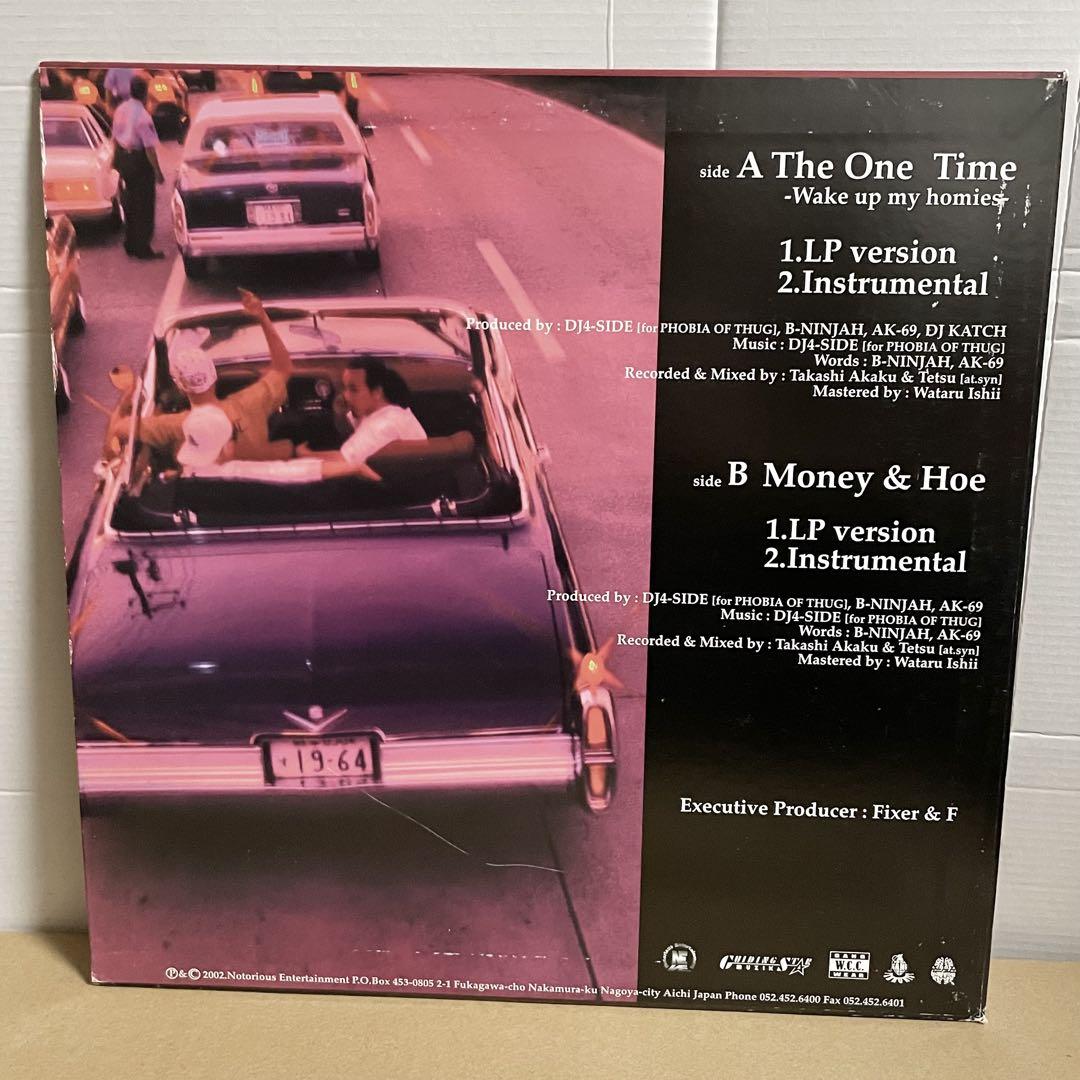 side A The One Time
-Wake up my homies-
1.LP version
2.Instrumental
Produced by : DJ4-SIDE [for PHOBIA OF THUG], B-NINJAH, AK-69, DJ KATCH
Music : DJ4-SIDE [for PHOBIA OF THUG]
Words : B-NINJAH, AK-69
Recorded & Mixed by : Takashi Akaku & Tetsu [at.syn]
Mastered by : Wataru Ishii
side B Money & Hoe
1.LP version
2.Instrumental
Produced by : DJ4-SIDE [for PHOBIA OF THUG], B-NINJAH, AK-69
Music : DJ4-SIDE [for PHOBIA OF THUG]
Words : B-NINJAH, AK-69
Recorded & Mixed by : Takashi Akaku & Tetsu [at.syn]
Mastered by : Wataru Ishii
19-64
Executive Producer : Fixer & F
NE
GUIDING STAR
MUZIKA
GANG
W.C.C.
WEAR
Ⓟ&Ⓒ 2002.Notorious Entertainment P.O.Box 453-0805 2-1 Fukagawa-cho Nakamura-ku Nagoya-city Aichi Japan Phone 052.452.6400 Fax 052.452.6401